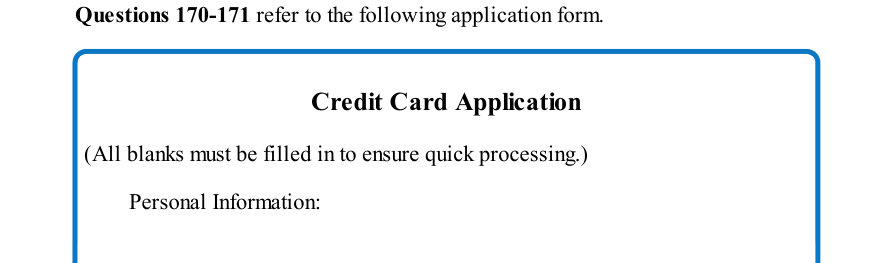 Questions 170-171 refer to the following application form.
Credit Card Application
(All blanks must be filled in to ensure quick processing.)
Personal Information: